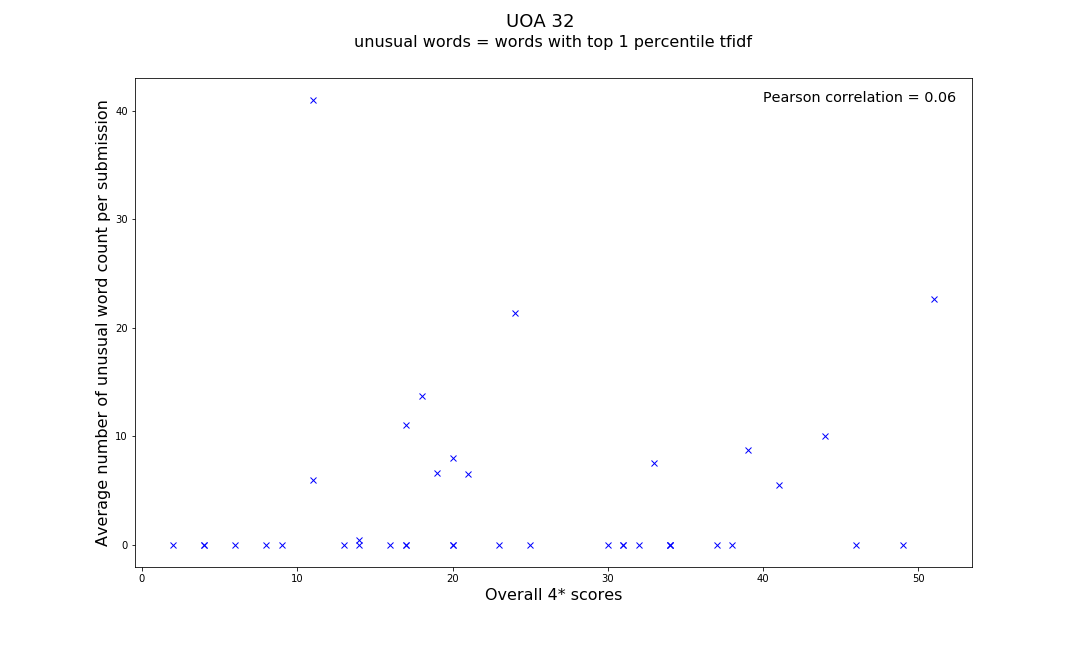 UOA 32
unusual words = words with top 1 percentile tfidf
Pearson correlation = 0.06
Average number of unusual word count per submission
40
30
20
10
0
0 10 20 30 40 50
Overall 4* scores